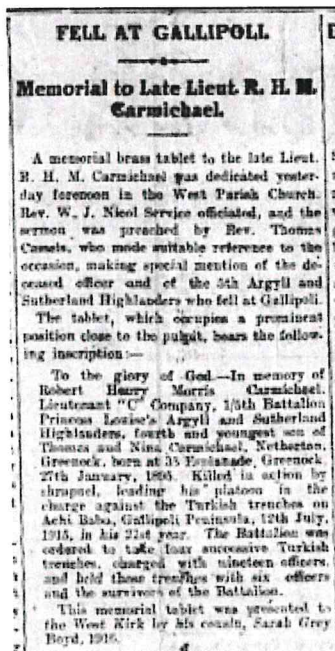 FELL AT GALLIPOLI.
Memorial to Late Lieut. R. H. M.
Carmichael.
A memorial brass tablet to the late Lieut.
R. H. M. Carmichael was dedicated yester-
day forenoon in the West Parish Church.
Rev. W. J. Nicol Service officiated, and the
sermon was preached by Rev. Thomas
Cassels, who made suitable reference to the
occasion, making special mention of the de-
ceased officer and of the 5th Argyll and
Sutherland Highlanders who fell at Gallipoli.
The tablet, which occupies a prominent
position close to the pulpit, bears the follow-
ing inscription:—
To the glory of God.—In memory of
Robert Henry Morris Carmichael,
Lieutenant "C" Company, 1/5th Battalion
Princess Louise's Argyll and Sutherland
Highlanders, fourth and youngest son of
Thomas and Nina Carmichael, Netherton,
Greenock, born at 35 Esplanade, Greenock,
27th January, 1895. Killed in action by
shrapnel, leading his platoon in the
charge against the Turkish trenches on
Achi Baba, Gallipoli Peninsula, 12th July,
1915, in his 21st year. The Battalion was
ordered to take four successive Turkish
trenches, charged with nineteen officers,
and held those trenches with six officers
and the survivors of the Battalion.
This memorial tablet was presented to
the West Kirk by his cousin, Sarah Grey
Boyd, 1916.